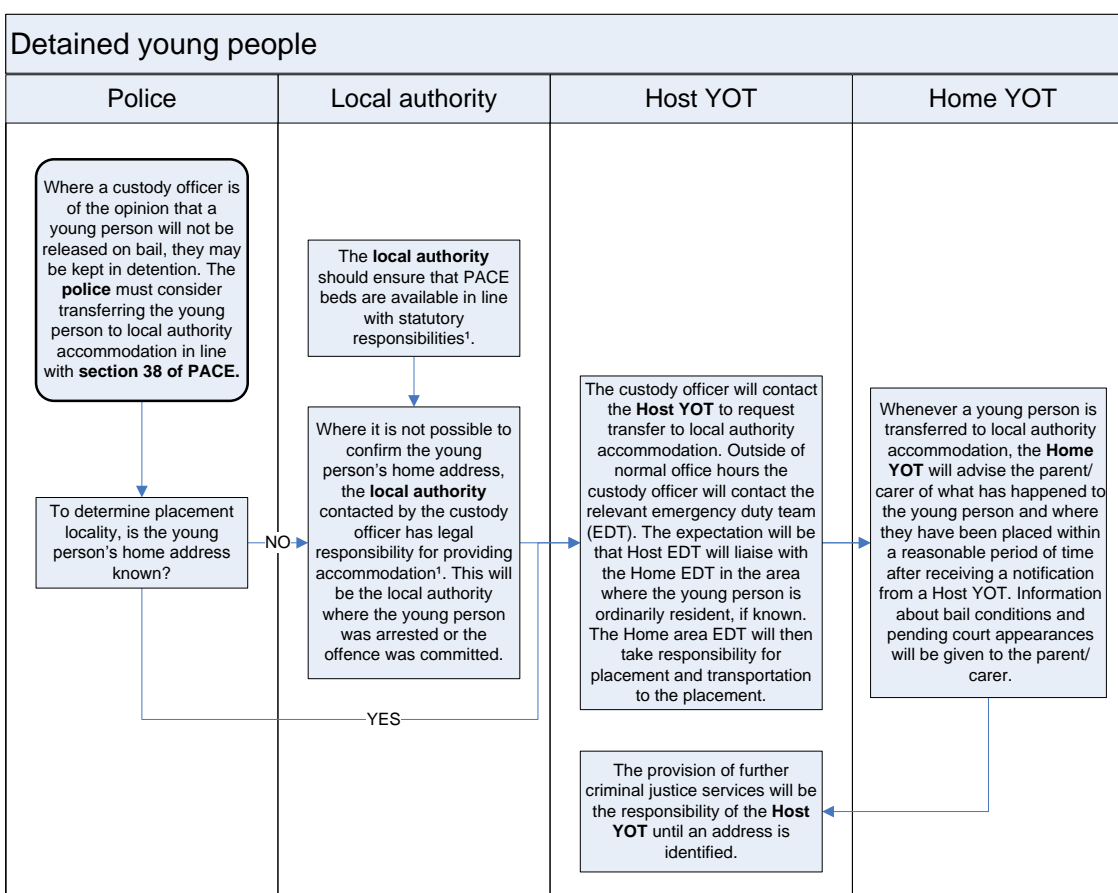 Detained young people
Police
Local authority
Host YOT
Home YOT
Where a custody officer is
of the opinion that a
young person will not be
released on bail, they may
be kept in detention. The
police must consider
transferring the young
person to local authority
accommodation in line
with section 38 of PACE.
To determine placement
locality, is the young
person's home address
known?
NO
YES
The local authority
should ensure that PACE
beds are available in line
with statutory
responsibilities¹.
Where it is not possible to
confirm the young
person's home address,
the local authority
contacted by the custody
officer has legal
responsibility for providing
accommodation¹. This will
be the local authority
where the young person
was arrested or the
offence was committed.
The custody officer will contact
the Host YOT to request
transfer to local authority
accommodation. Outside of
normal office hours the
custody officer will contact the
relevant emergency duty team
(EDT). The expectation will be
that Host EDT will liaise with
the Home EDT in the area
where the young person is
ordinarily resident, if known.
The Home area EDT will then
take responsibility for
placement and transportation
to the placement.
Whenever a young person is
transferred to local authority
accommodation, the Home
YOT will advise the parent/
carer of what has happened to
the young person and where
they have been placed within
a reasonable period of time
after receiving a notification
from a Host YOT. Information
about bail conditions and
pending court appearances
will be given to the parent/
carer.
The provision of further
criminal justice services will be
the responsibility of the Host
YOT until an address is
identified.